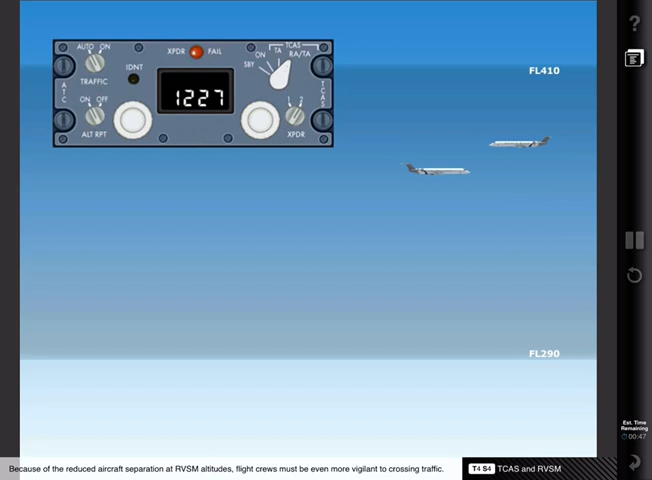 AUTO ON
TRAFFIC
XPDR FAIL
IDNT
TCAS
SBY ON TA RA/TA
ATC
1227
TCAS
ON OFF
ALT RPT
1 2
XPDR
FL410
FL290
?
Est. Time
Remaining
00:47
Because of the reduced aircraft separation at RVSM altitudes, flight crews must be even more vigilant to crossing traffic.
T4 S4 TCAS and RVSM